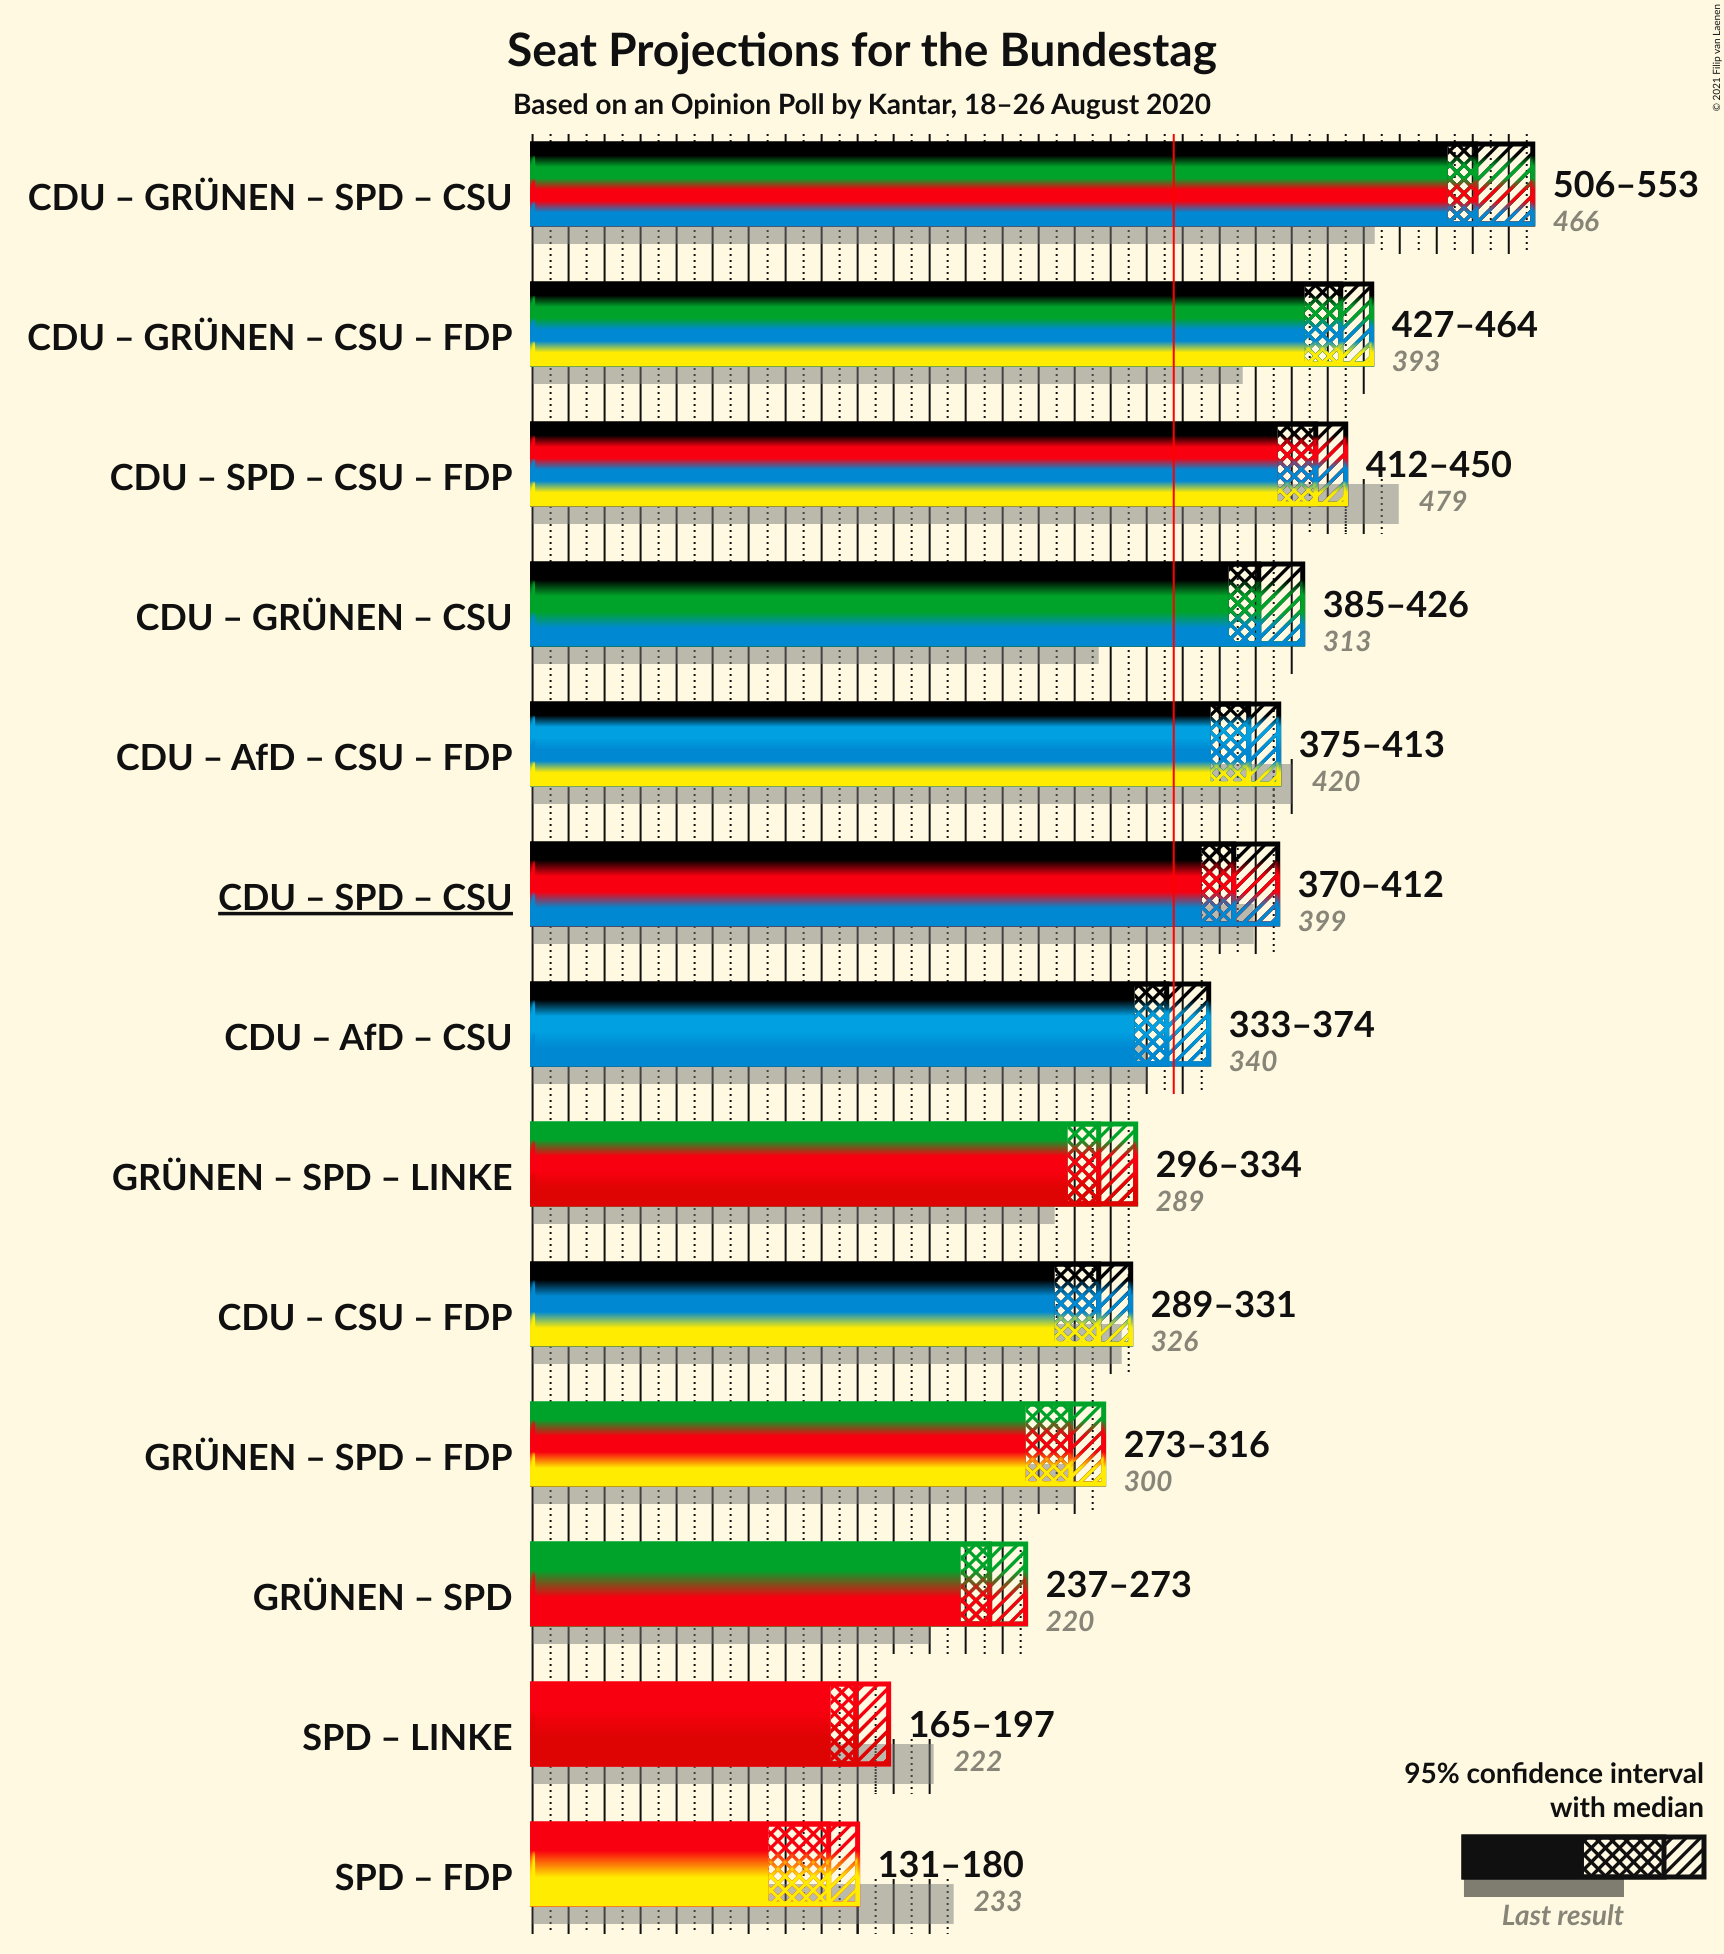 Seat Projections for the Bundestag
Based on an Opinion Poll by Kantar, 18–26 August 2020
© 2021 Filip van Laenen
CDU – GRÜNEN – SPD – CSU
506–553
466
CDU – GRÜNEN – CSU – FDP
427–464
393
CDU – SPD – CSU – FDP
412–450
479
CDU – GRÜNEN – CSU
385–426
313
CDU – AfD – CSU – FDP
375–413
420
CDU – SPD – CSU
370–412
399
CDU – AfD – CSU
333–374
340
GRÜNEN – SPD – LINKE
296–334
289
CDU – CSU – FDP
289–331
326
GRÜNEN – SPD – FDP
273–316
300
GRÜNEN – SPD
237–273
220
SPD – LINKE
165–197
222
SPD – FDP
131–180
233
95% confidence interval
with median
Last result